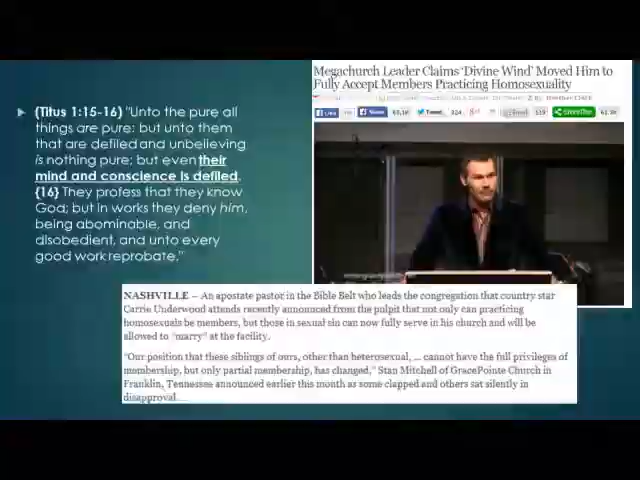 (Titus 1:15-16) "Unto the pure all
things are pure: but unto them
that are defiled and unbelieving
is nothing pure; but even their
mind and conscience is defiled.
{16} They profess that they know
God; but in works they deny him,
being abominable, and
disobedient, and unto every
good work reprobate."
Megachurch Leader Claims 'Divine Wind' Moved Him to
Fully Accept Members Practicing Homosexuality
Like
Share
Tweet
ShareThis
NASHVILLE – An apostate pastor in the Bible Belt who leads the congregation that country star
Carrie Underwood attends recently announced from the pulpit that not only can practicing
homosexuals be members, but those in sexual sin can now fully serve in his church and will be
allowed to "marry" at the facility.
"Our position that these siblings of ours, other than heterosexual, ... cannot have the full privileges of
membership, but only partial membership, has changed," Stan Mitchell of GracePointe Church in
Franklin, Tennessee announced earlier this month as some clapped and others sat silently in
disapproval.